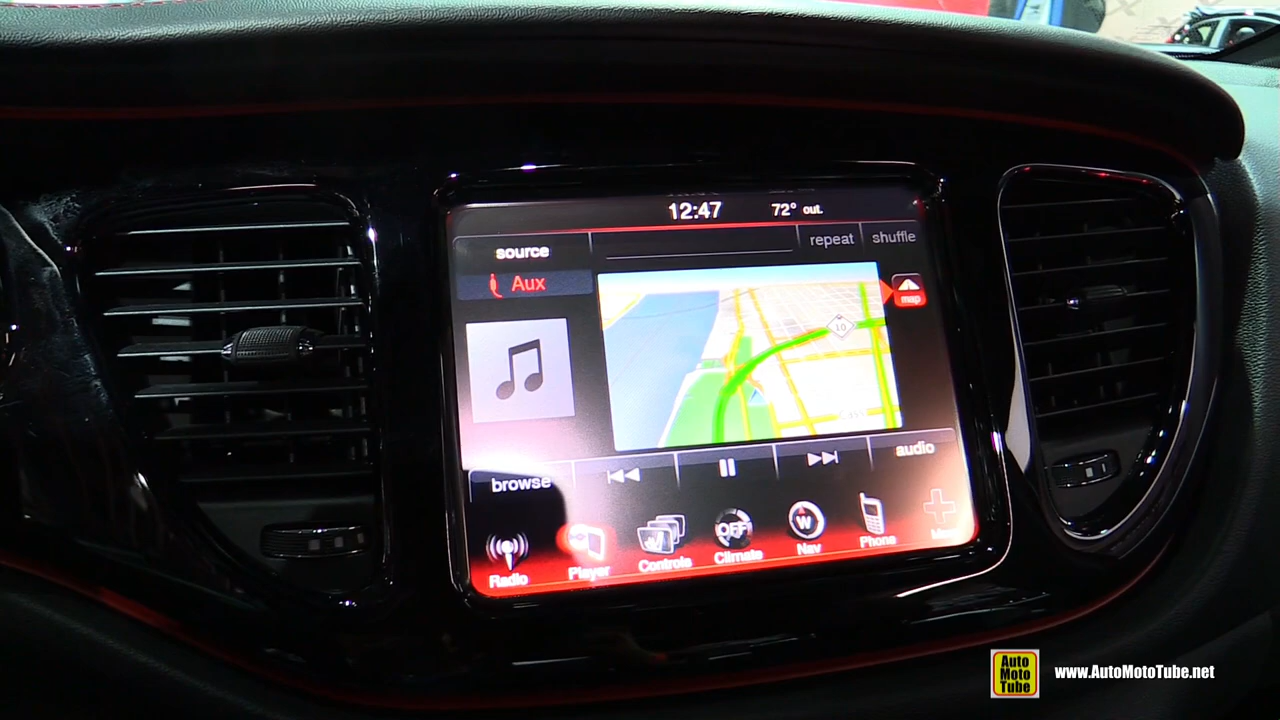 12:47 72° out.
source repeat shuffle
Aux
map
10
browse audio
OFF W
Radio Player Controls Climate Nav Phone
Auto
Moto
Tube
www.AutoMotoTube.net